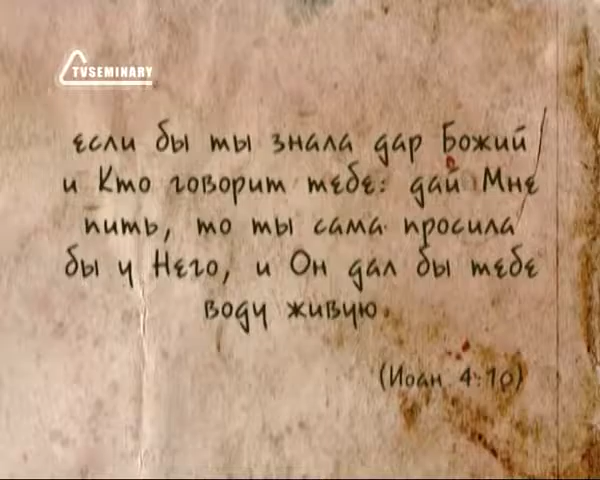 TVSEMINARY
если бы ты знала дар Божий
и Кто говорит тебе: дай Мне
пить, то ты сама просила
бы у Него, и Он дал бы тебе
воду живую.
(Иоан 4:10)